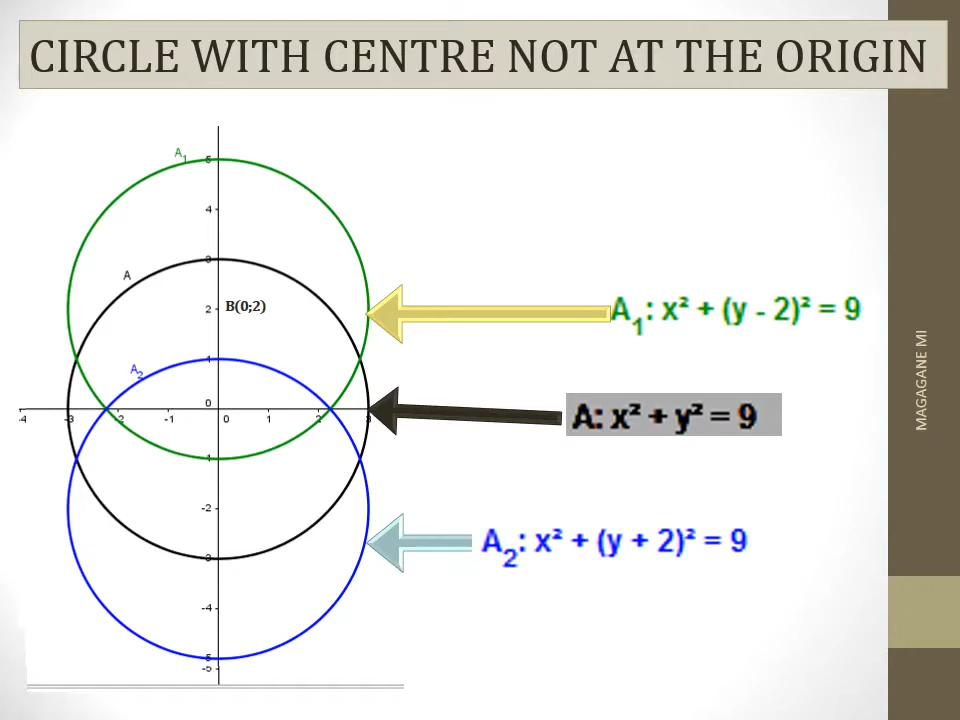 CIRCLE WITH CENTRE NOT AT THE ORIGIN
A1
5
4
A
3
B(0;2)
2
A1: x² + (y - 2)² = 9
A2
1
0
-4 -3 -2 -1 0 1 2 3
A: x² + y² = 9
-1
-2
A2: x² + (y + 2)² = 9
-3
-4
-5
-5
MAGAGANE MI